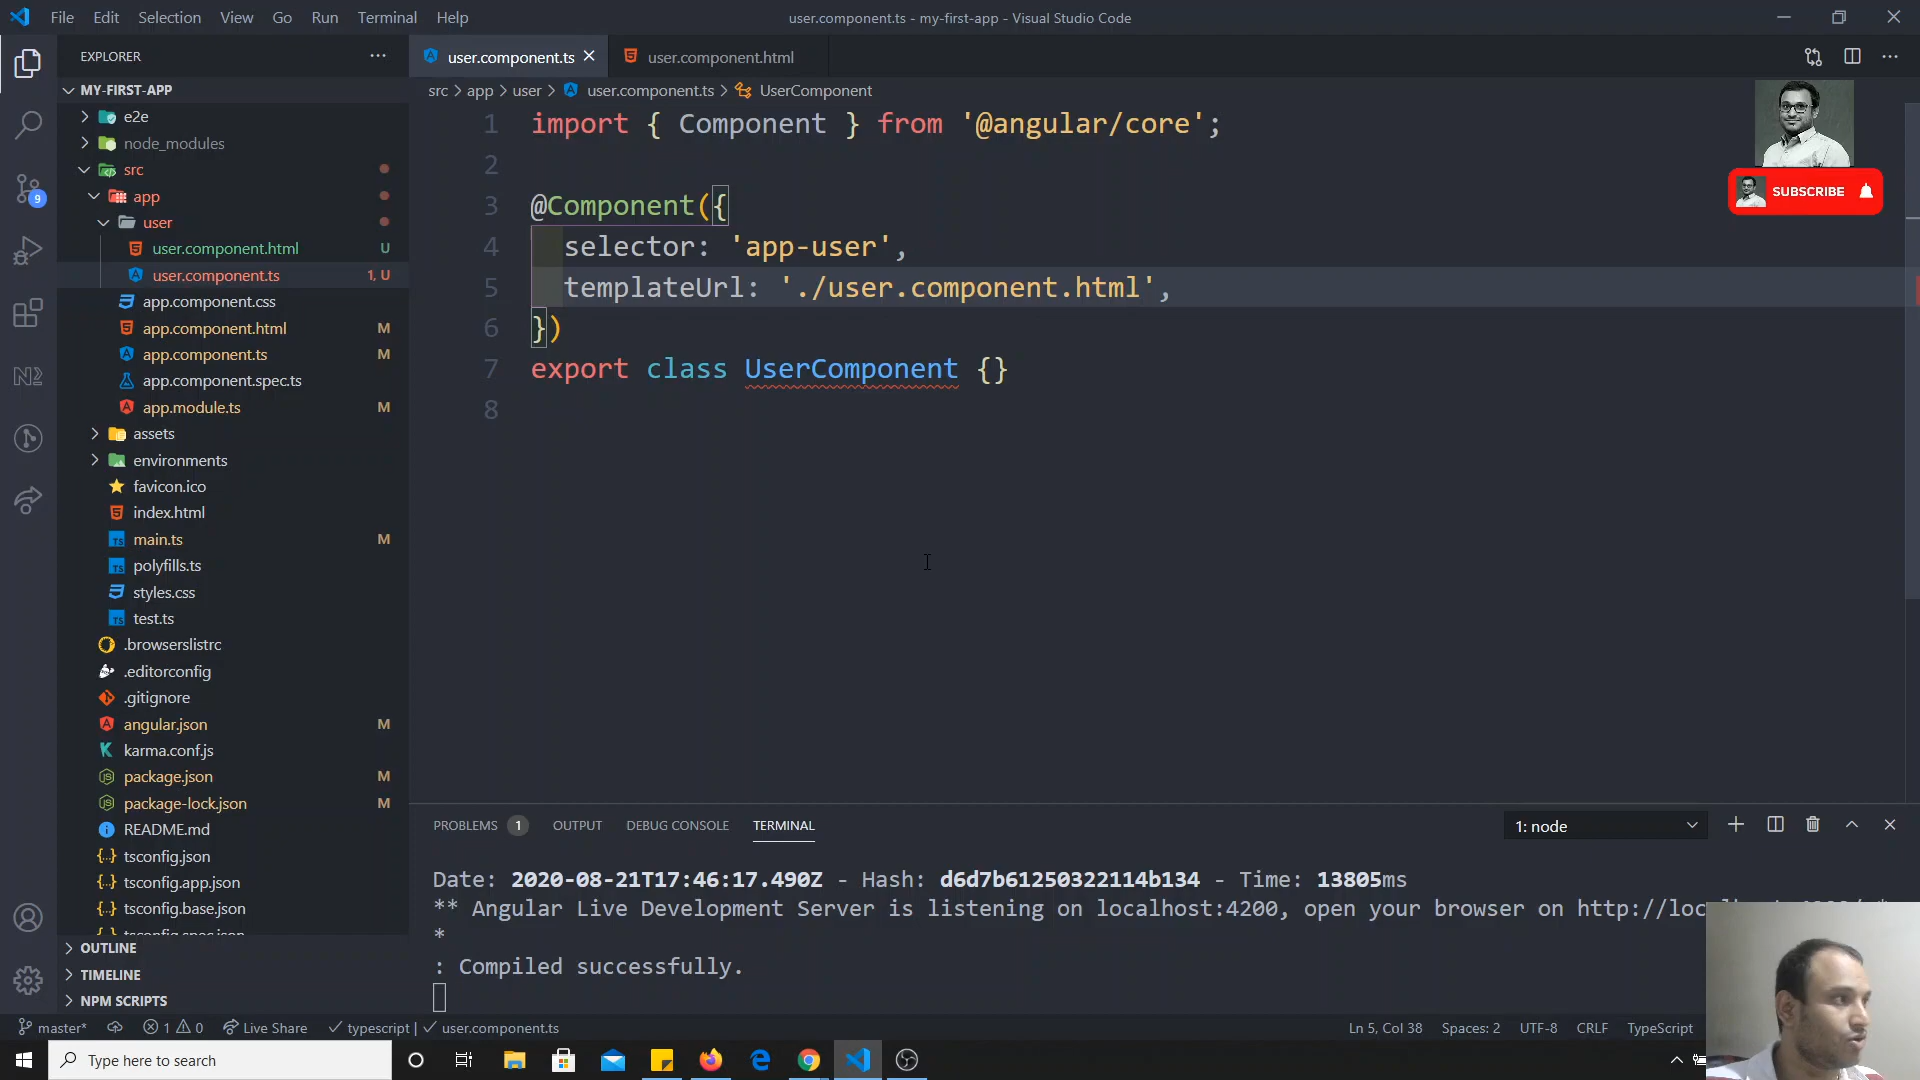 File Edit Selection View Go Run Terminal Help
user.component.ts - my-first-app - Visual Studio Code
EXPLORER
user.component.ts
user.component.html
MY-FIRST-APP
src > app > user > user.component.ts > UserComponent
e2e
node_modules
src
app
user
user.component.html U
user.component.ts 1, U
app.component.css
app.component.html M
app.component.ts M
app.component.spec.ts
app.module.ts M
assets
environments
favicon.ico
index.html
main.ts M
polyfills.ts
styles.css
test.ts
.browserslistrc
.editorconfig
.gitignore
angular.json M
karma.conf.js
package.json M
package-lock.json M
README.md
tsconfig.json
tsconfig.app.json
tsconfig.base.json
tsconfig.spec.json
OUTLINE
TIMELINE
NPM SCRIPTS
9
1 import { Component } from '@angular/core';
2
3 @Component({
4 selector: 'app-user',
5 templateUrl: './user.component.html',
6 })
7 export class UserComponent {}
8
SUBSCRIBE
PROBLEMS 1 OUTPUT DEBUG CONSOLE TERMINAL
1: node
Date: 2020-08-21T17:46:17.490Z - Hash: d6d7b61250322114b134 - Time: 13805ms
** Angular Live Development Server is listening on localhost:4200, open your browser on http://loc
*
: Compiled successfully.
master* 1 0 Live Share typescript | user.component.ts
Ln 5, Col 38 Spaces: 2 UTF-8 CRLF TypeScript
Type here to search